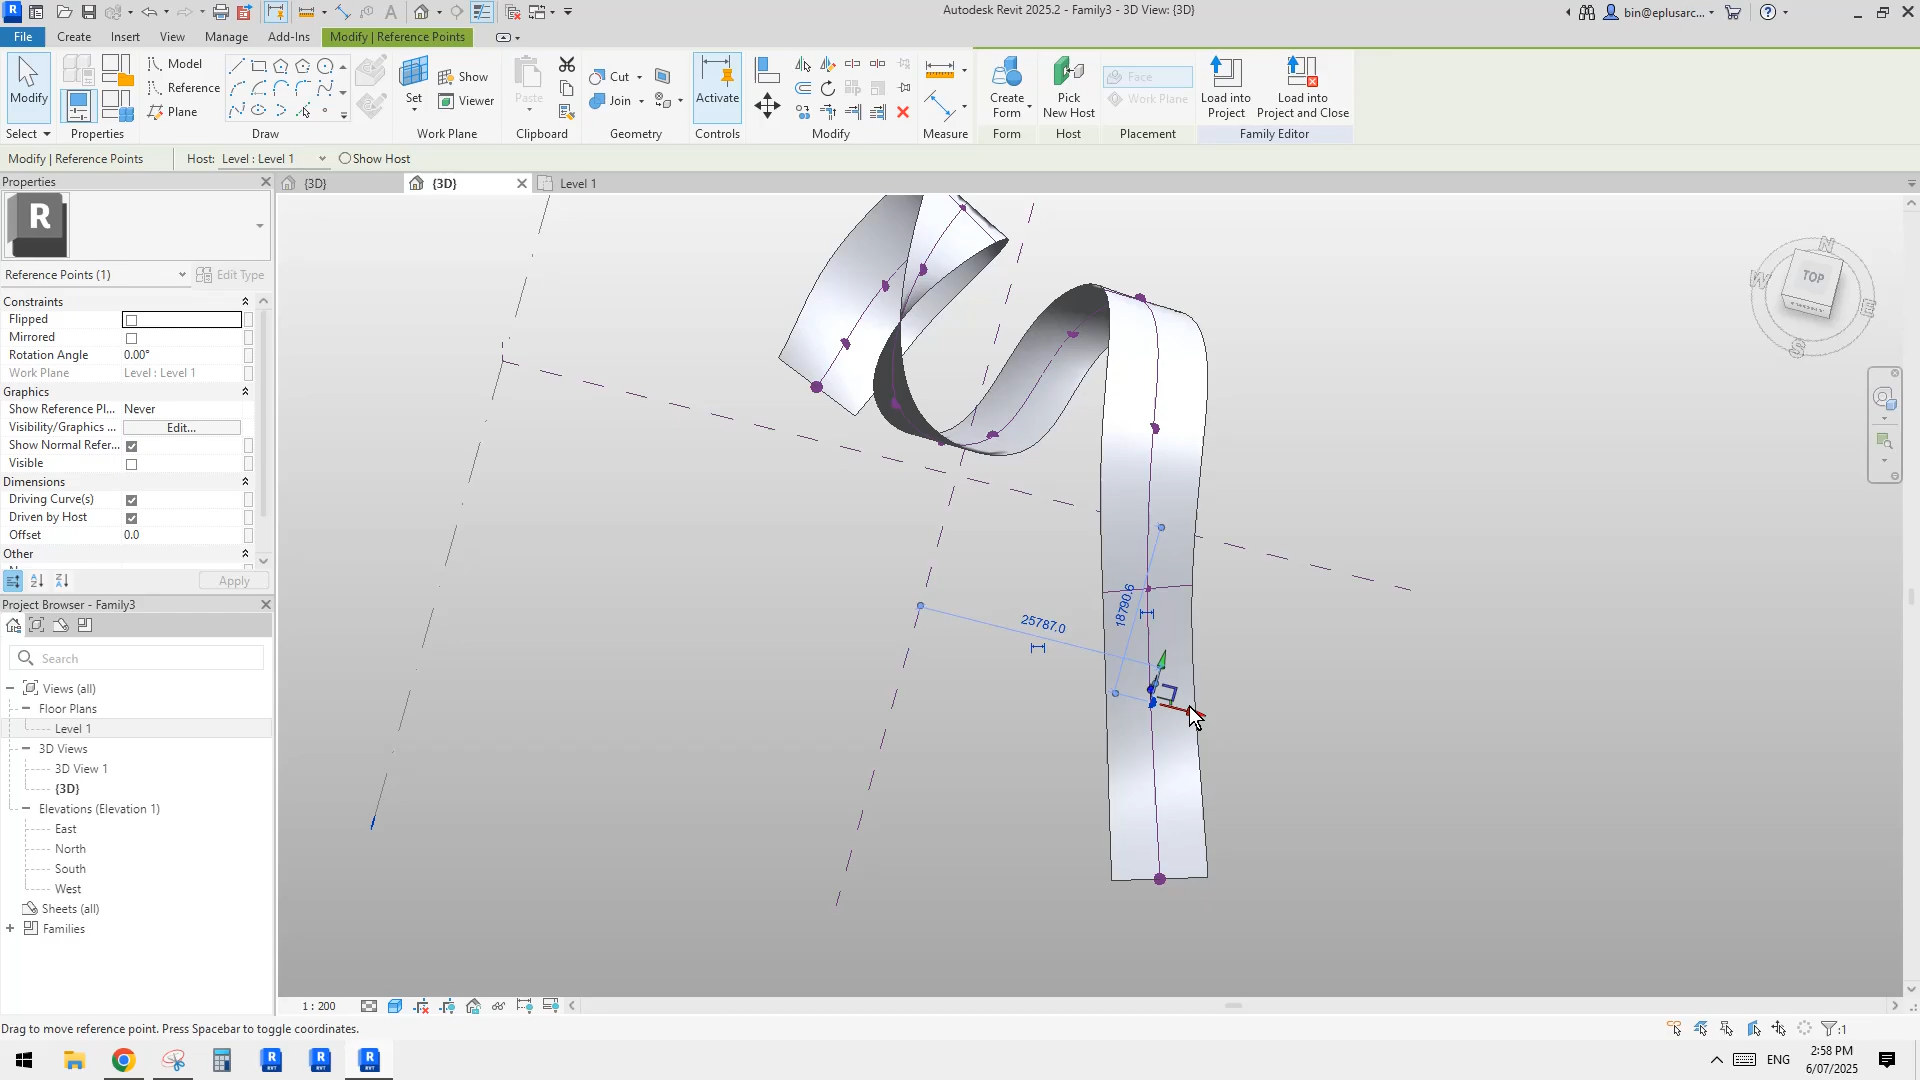 Autodesk Revit 2025.2 - Family3 - 3D View: {3D}
bin@eplusarc...
File
Create
Insert
View
Manage
Add-Ins
Modify | Reference Points
Modify
Model
Reference
Plane
Set
Show
Viewer
Paste
Cut
Join
Activate
Create
Form
Pick
New Host
Face
Work Plane
Load into
Project
Load into
Project and Close
Select
Properties
Draw
Work Plane
Clipboard
Geometry
Controls
Modify
Measure
Form
Host
Placement
Family Editor
Modify | Reference Points
Host: Level : Level 1
Show Host
Properties
{3D}
{3D}
Level 1
R
Reference Points (1)
Edit Type
Constraints
Flipped
Mirrored
Rotation Angle
0.00°
Work Plane
Level : Level 1
Graphics
Show Reference Pl...
Never
Visibility/Graphics ...
Edit...
Show Normal Refer...
Visible
Dimensions
Driving Curve(s)
Driven by Host
Offset
0.0
Other
Apply
Project Browser - Family3
Search
Views (all)
Floor Plans
Level 1
3D Views
3D View 1
{3D}
Elevations (Elevation 1)
East
North
South
West
Sheets (all)
Families
25787.0
18790.6
TOP
N
W
E
S
1 : 200
Drag to move reference point. Press Spacebar to toggle coordinates.
:1
ENG
2:58 PM
6/07/2025